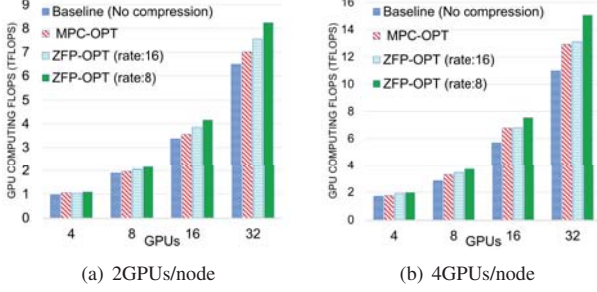 GPU COMPUTING FLOPS (TFLOPS)
9
8
7
6
5
4
3
2
1
0
Baseline (No compression)
MPC-OPT
ZFP-OPT (rate:16)
ZFP-OPT (rate:8)
4 8 16 32
GPUs
(a) 2GPUs/node
GPU COMPUTING FLOPS (TFLOPS)
16
14
12
10
8
6
4
2
0
Baseline (No compression)
MPC-OPT
ZFP-OPT (rate:16)
ZFP-OPT (rate:8)
4 8 16 32
GPUs
(b) 4GPUs/node